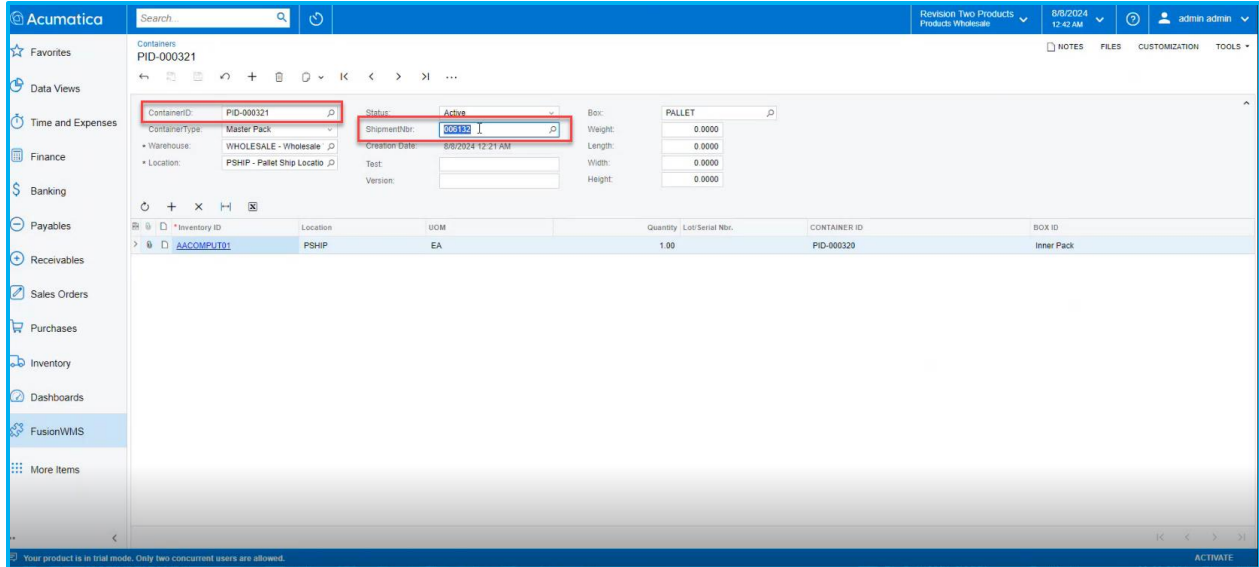 Acumatica
Search...
Revision Two Products
Products Wholesale
8/8/2024
12:42 AM
admin admin
Favorites
Data Views
Time and Expenses
Finance
Banking
Payables
Receivables
Sales Orders
Purchases
Inventory
Dashboards
FusionWMS
More Items
Containers
PID-000321
NOTES FILES CUSTOMIZATION TOOLS
ContainerID: PID-000321 Status: Active Box: PALLET
ContainerType: Master Pack ShipmentNbr: 006132 Weight: 0.0000
* Warehouse: WHOLESALE - Wholesale Creation Date: 8/8/2024 12:21 AM Length: 0.0000
* Location: PSHIP - Pallet Ship Locatio Test: Width: 0.0000
Version: Height: 0.0000
* Inventory ID Location UOM Quantity Lot/Serial Nbr. CONTAINER ID BOX ID
AACOMPUT01 PSHIP EA 1.00 PID-000320 Inner Pack
Your product is in trial mode. Only two concurrent users are allowed. ACTIVATE